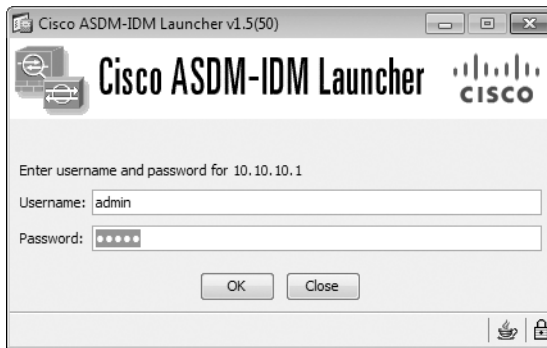 Cisco ASDM-IDM Launcher v1.5(50)
Cisco ASDM-IDM Launcher
CISCO
Enter username and password for 10.10.10.1
Username: admin
Password: •••••
OK Close